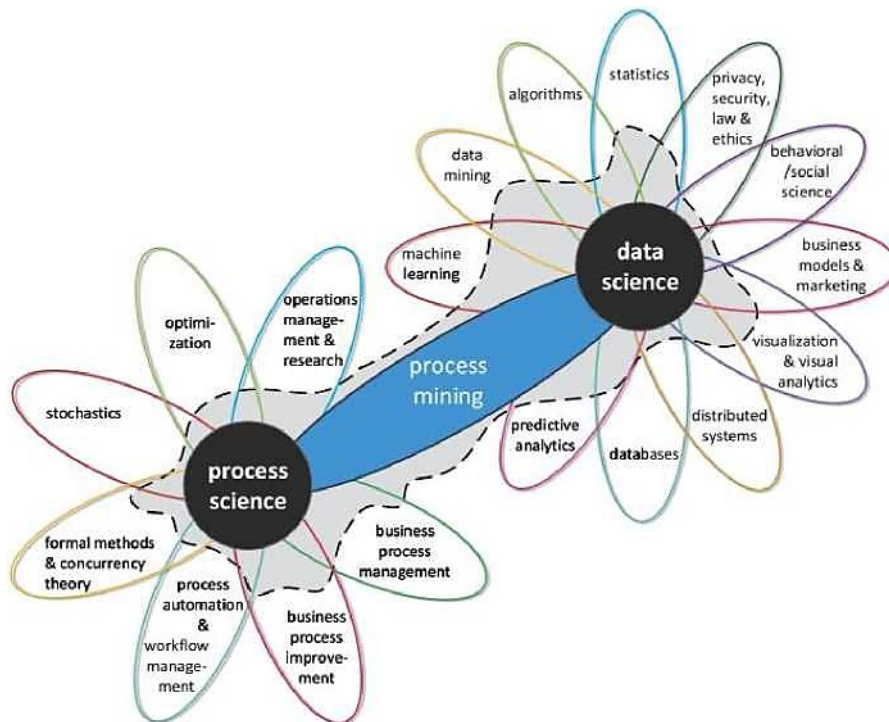 statistics
privacy,
security,
law &
ethics
algorithms
behavioral
/social
science
data
mining
machine
learning
data
science
business
models &
marketing
visualization
& visual
analytics
distributed
systems
databases
predictive
analytics
process
mining
operations
manage-
ment &
research
optimi-
zation
stochastics
process
science
formal methods
& concurrency
theory
process
automation
&
workflow
manage-
ment
business
process
improve-
ment
business
process
management